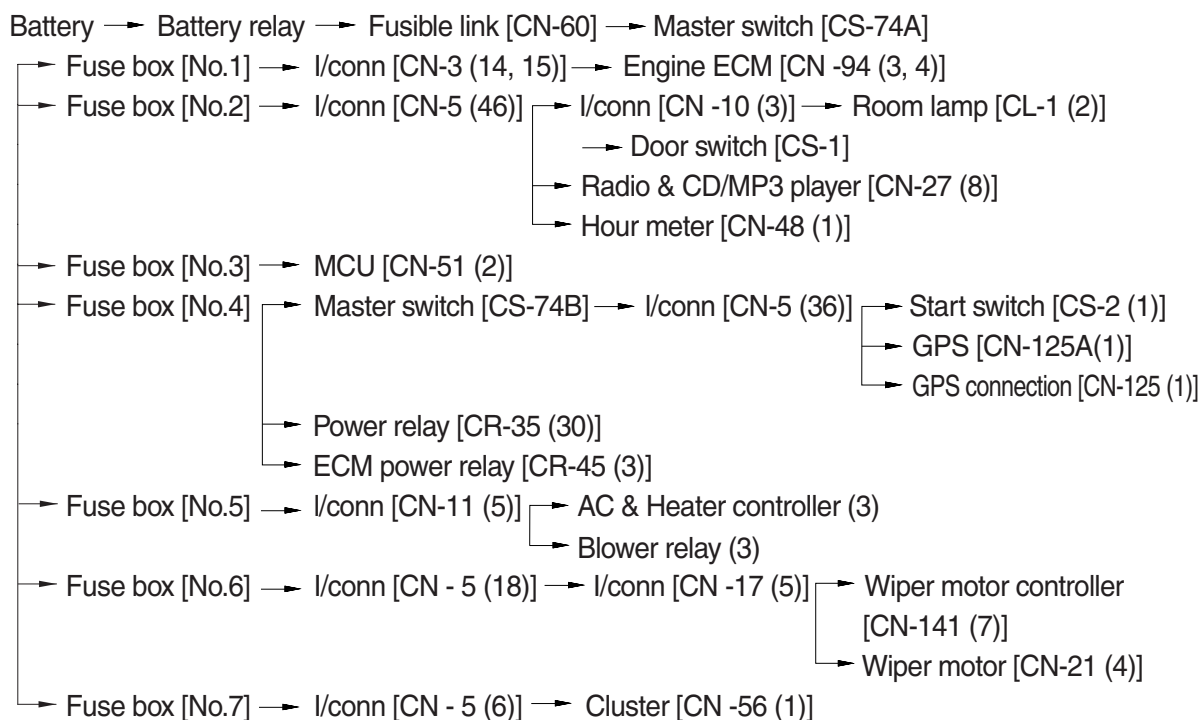 Battery → Battery relay → Fusible link [CN-60] → Master switch [CS-74A]
Fuse box [No.1] → I/conn [CN-3 (14, 15)] → Engine ECM [CN -94 (3, 4)]
Fuse box [No.2] → I/conn [CN-5 (46)] → I/conn [CN -10 (3)] → Room lamp [CL-1 (2)]
→ Door switch [CS-1]
→ Radio & CD/MP3 player [CN-27 (8)]
→ Hour meter [CN-48 (1)]
Fuse box [No.3] → MCU [CN-51 (2)]
Fuse box [No.4] → Master switch [CS-74B] → I/conn [CN-5 (36)] → Start switch [CS-2 (1)]
→ GPS [CN-125A(1)]
→ GPS connection [CN-125 (1)]
→ Power relay [CR-35 (30)]
→ ECM power relay [CR-45 (3)]
Fuse box [No.5] → I/conn [CN-11 (5)] → AC & Heater controller (3)
→ Blower relay (3)
Fuse box [No.6] → I/conn [CN - 5 (18)] → I/conn [CN -17 (5)] → Wiper motor controller
[CN-141 (7)]
→ Wiper motor [CN-21 (4)]
Fuse box [No.7] → I/conn [CN - 5 (6)] → Cluster [CN -56 (1)]